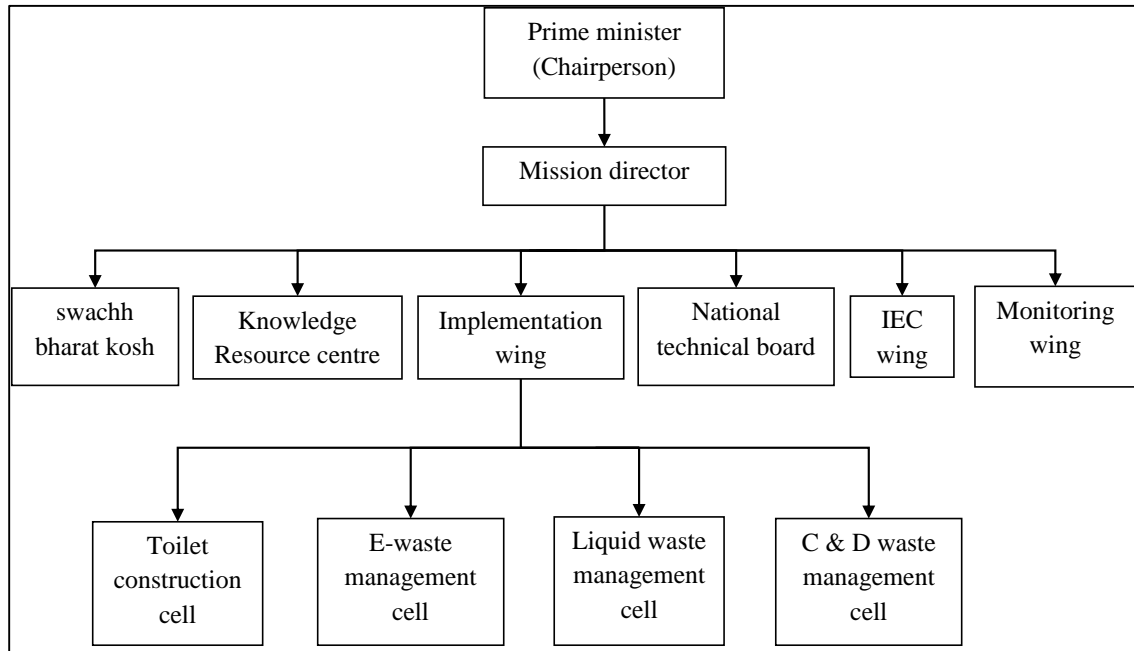 Prime minister
(Chairperson)
Mission director
swachh
bharat kosh
Knowledge
Resource centre
Implementation
wing
National
technical board
IEC
wing
Monitoring
wing
Toilet
construction
cell
E-waste
management
cell
Liquid waste
management
cell
C & D waste
management
cell